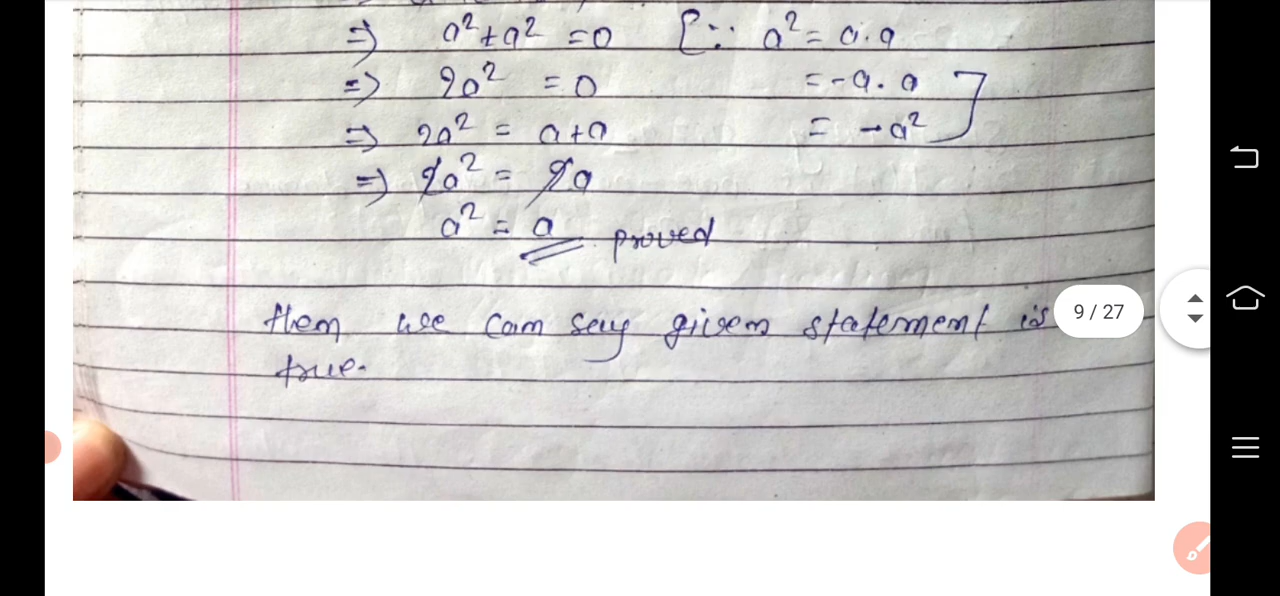 ⇒ a²+a² =0 [∵ a² = a.a
⇒ 2a² = 0 = -a.a
⇒ 2a² = a+a = -a² ]
⇒ 2a² = 2a
a² = a proved
then we can say given statement is
true.
9 / 27